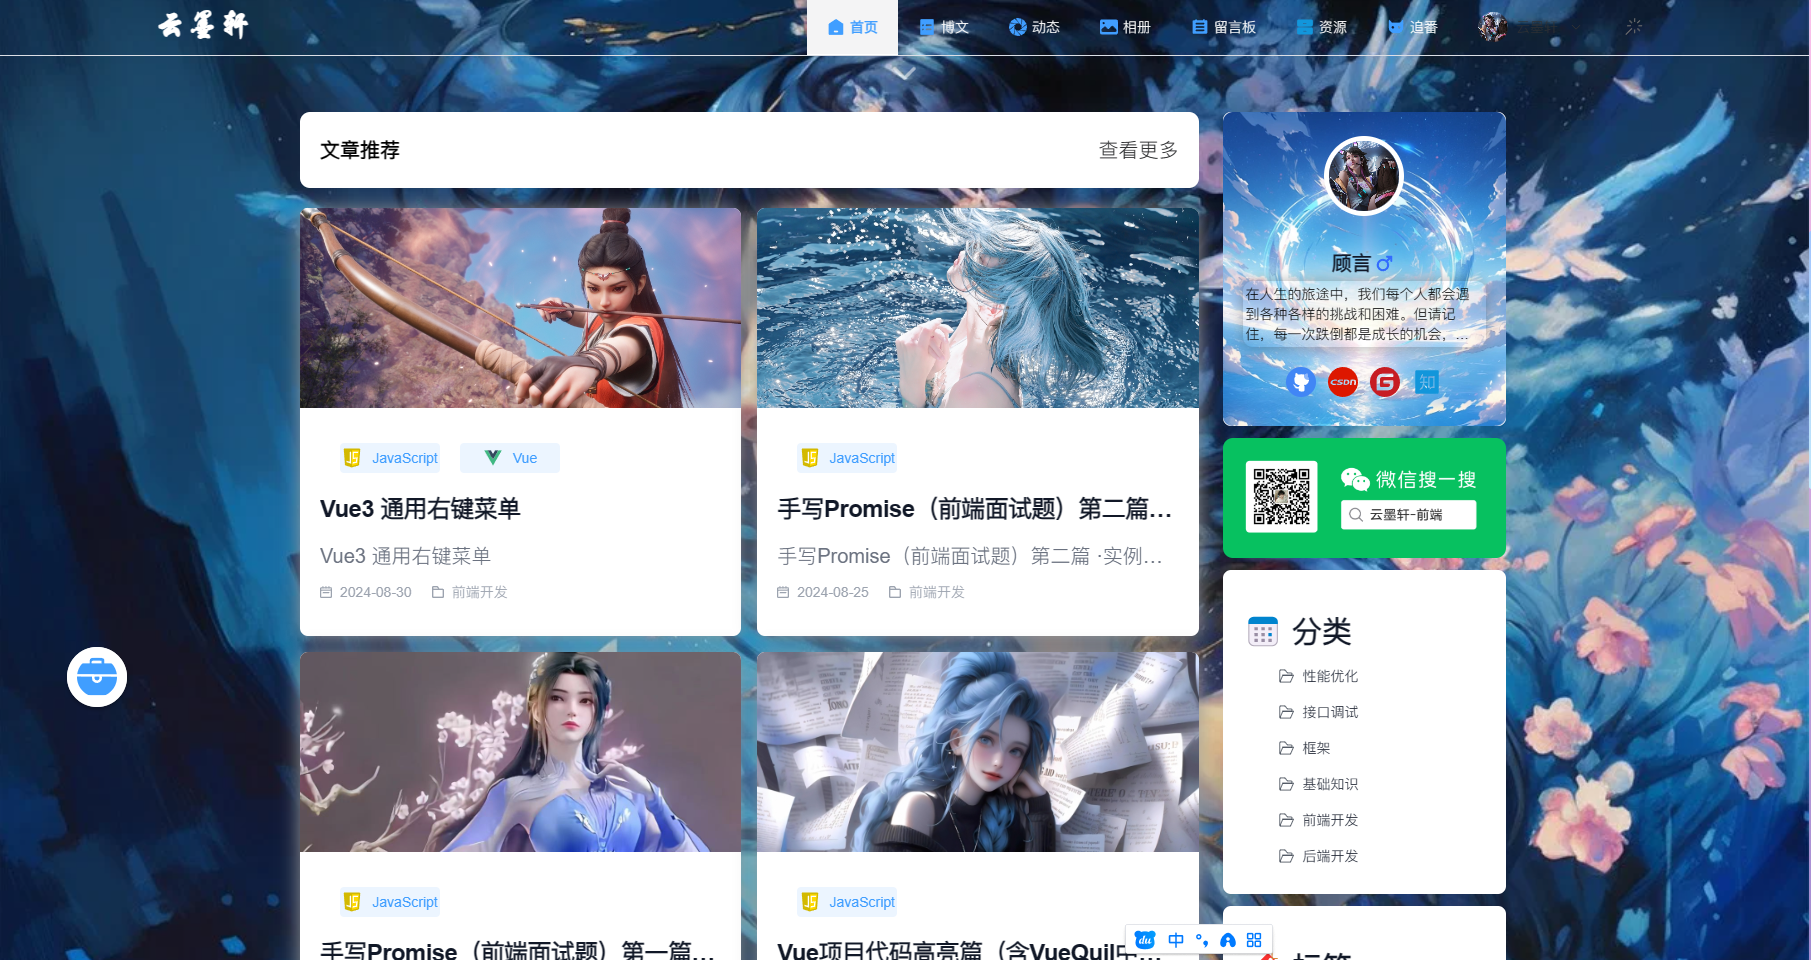 云墨轩
首页 博文 动态 相册 留言板 资源 追番
文章推荐 查看更多
JavaScript Vue
Vue3 通用右键菜单
Vue3 通用右键菜单
2024-08-30 前端开发
JavaScript
手写Promise（前端面试题）第二篇…
手写Promise（前端面试题）第二篇 ·实例…
2024-08-25 前端开发
JavaScript
手写Promise（前端面试题）第一篇…
JavaScript
Vue项目代码高亮篇（含VueQuil中…
顾言
在人生的旅途中，我们每个人都会遇
到各种各样的挑战和困难。但请记
住，每一次跌倒都是成长的机会，…
CSDN
知
微信搜一搜
云墨轩-前端
分类
性能优化
接口调试
框架
基础知识
前端开发
后端开发
du 中
标签